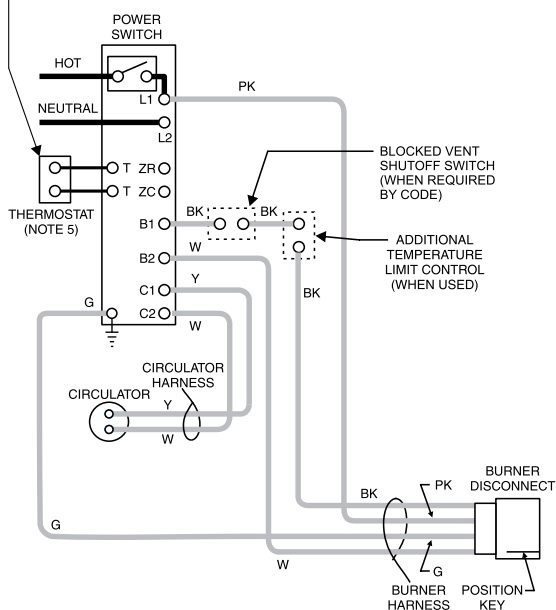 POWER
SWITCH
HOT
L1
PK
NEUTRAL
L2
T ZR
T ZC
THERMOSTAT
(NOTE 5)
BLOCKED VENT
SHUTOFF SWITCH
(WHEN REQUIRED
BY CODE)
B1
BK
BK
ADDITIONAL
TEMPERATURE
LIMIT CONTROL
(WHEN USED)
B2
W
C1
Y
BK
G
C2
W
CIRCULATOR
HARNESS
CIRCULATOR
Y
W
BURNER
DISCONNECT
BK
PK
G
W
G
BURNER
HARNESS
POSITION
KEY